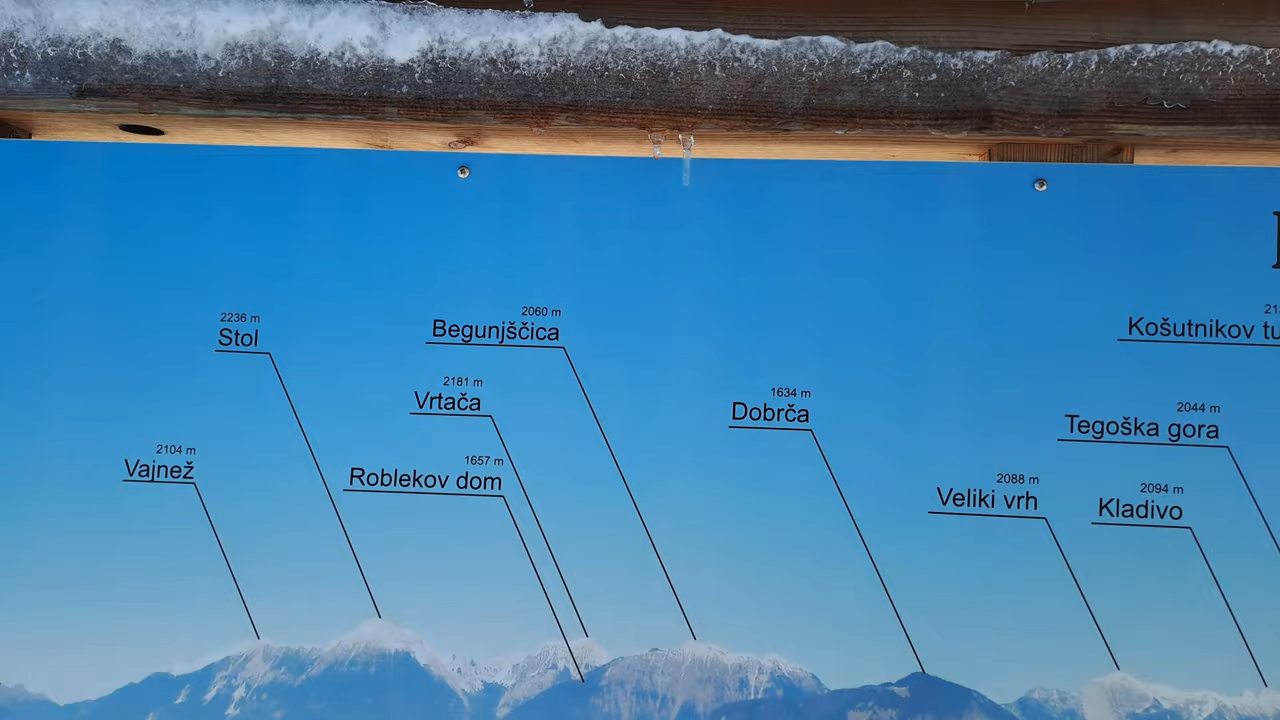 2236 m
Stol
2060 m
Begunjščica
2181 m
Vrtača
2104 m
Vajnež
1657 m
Roblekov dom
1634 m
Dobrča
Košutnikov
2044 m
Tegoška gora
2088 m
Veliki vrh
2094 m
Kladivo